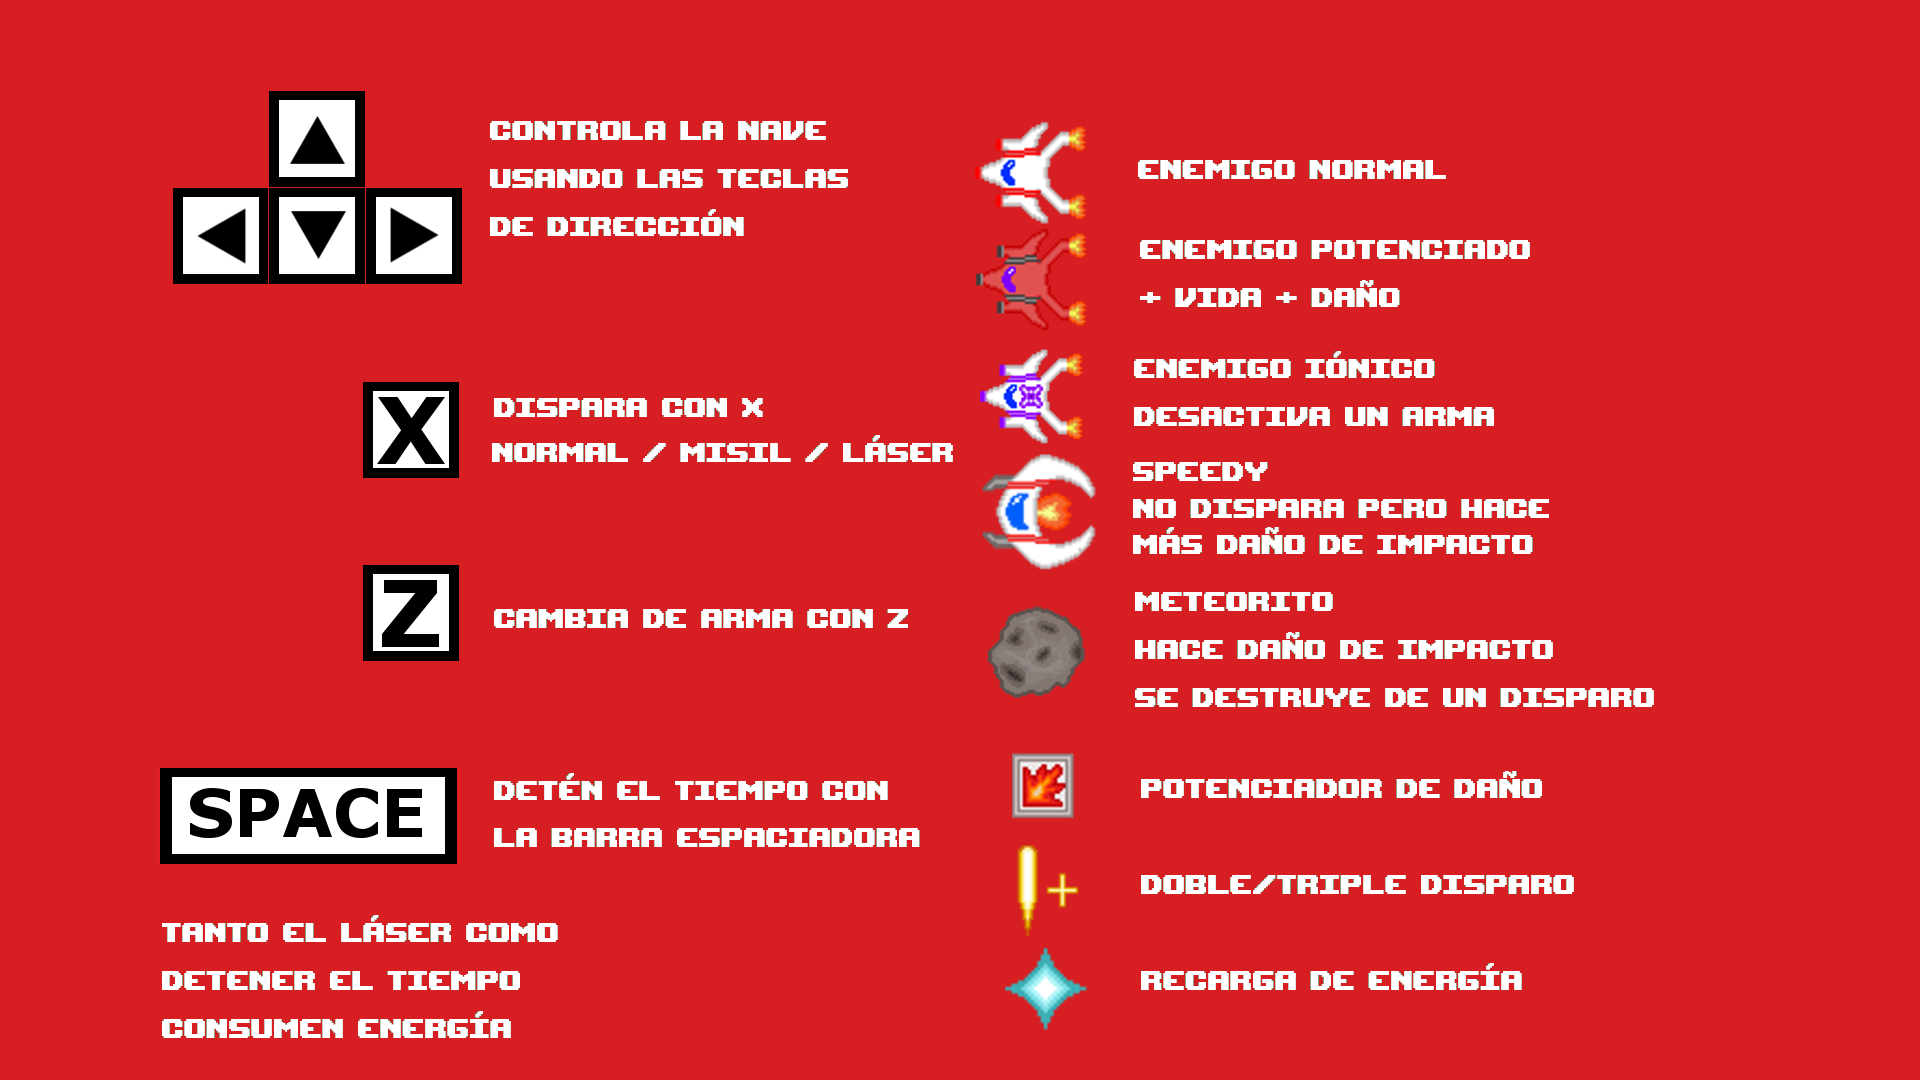 CONTROLA LA NAVE
USANDO LAS TECLAS
DE DIRECCIÓN
X
DISPARA CON X
NORMAL / MISIL / LÁSER
Z
CAMBIA DE ARMA CON Z
SPACE
DETÉN EL TIEMPO CON
LA BARRA ESPACIADORA
TANTO EL LÁSER COMO
DETENER EL TIEMPO
CONSUMEN ENERGÍA
ENEMIGO NORMAL
ENEMIGO POTENCIADO
+ VIDA + DAÑO
ENEMIGO IÓNICO
DESACTIVA UN ARMA
SPEEDY
NO DISPARA PERO HACE
MÁS DAÑO DE IMPACTO
METEORITO
HACE DAÑO DE IMPACTO
SE DESTRUYE DE UN DISPARO
POTENCIADOR DE DAÑO
DOBLE/TRIPLE DISPARO
RECARGA DE ENERGÍA